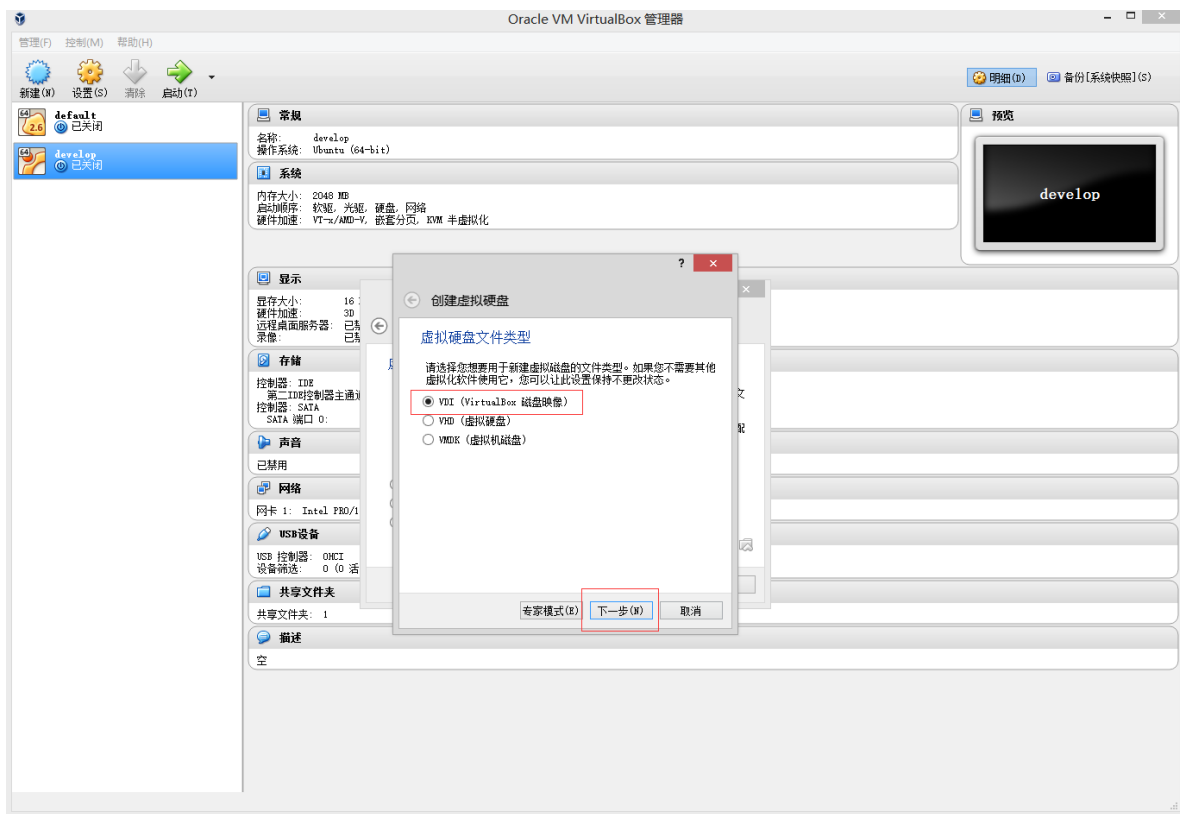 Oracle VM VirtualBox 管理器
管理(F) 控制(M) 帮助(H)
新建(N) 设置(S) 清除 启动(T)
明细(D) 备份[系统快照](S)
64 2.6 default
已关闭
64 develop
已关闭
常规
名称: develop
操作系统: Ubuntu (64-bit)
预览
develop
系统
内存大小: 2048 MB
启动顺序: 软驱, 光驱, 硬盘, 网络
硬件加速: VT-x/AMD-V, 嵌套分页, KVM 半虚拟化
显示
显存大小: 16
硬件加速: 3D
远程桌面服务器: 已
录像: 已
存储
控制器: IDE
第二IDE控制器主通
控制器: SATA
SATA 端口 0:
声音
已禁用
网络
网卡 1: Intel PRO/1
USB设备
USB 控制器: OHCI
设备筛选: 0 (0 活
共享文件夹
共享文件夹: 1
描述
空
?
创建虚拟硬盘
虚拟硬盘文件类型
请选择您想要用于新建虚拟磁盘的文件类型。如果您不需要其他
虚拟化软件使用它，您可以让此设置保持不更改状态。
VDI (VirtualBox 磁盘映像)
VHD (虚拟硬盘)
VMDK (虚拟机磁盘)
专家模式(E) 下一步(N) 取消
文
配